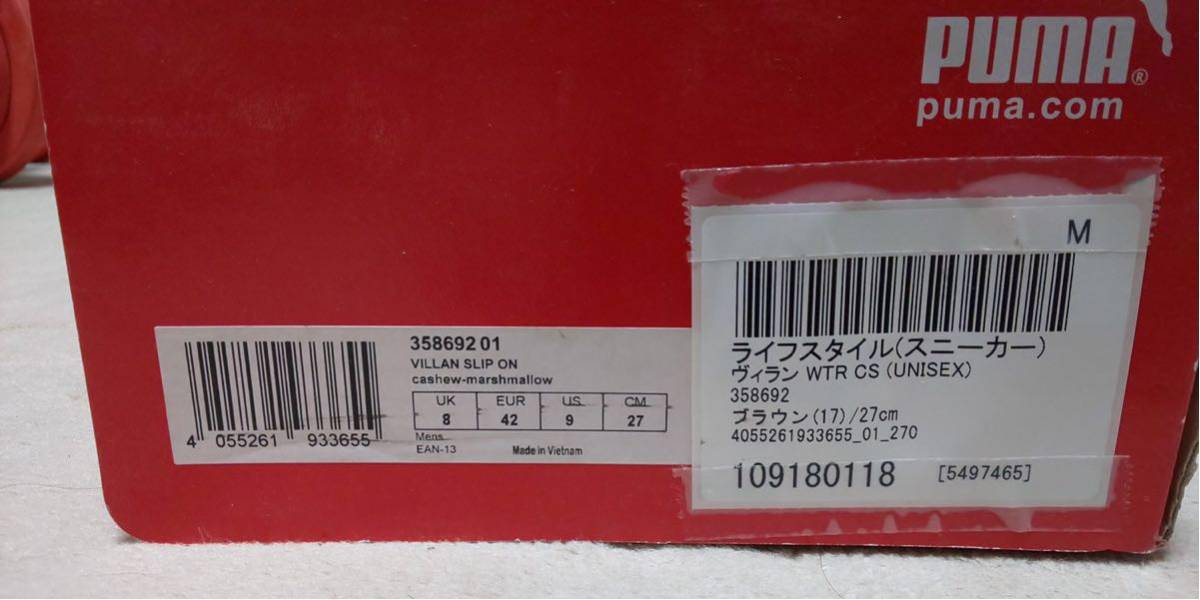 PUMA®
puma.com
358692 01
VILLAN SLIP ON
cashew-marshmallow
UK EUR US CM
8 42 9 27
Mens
EAN-13 Made in Vietnam
4 055261 933655
M
ライフスタイル(スニーカー)
ヴィラン WTR CS (UNISEX)
358692
ブラウン(17)/27cm
4055261933655_01_270
109180118 [5497465]